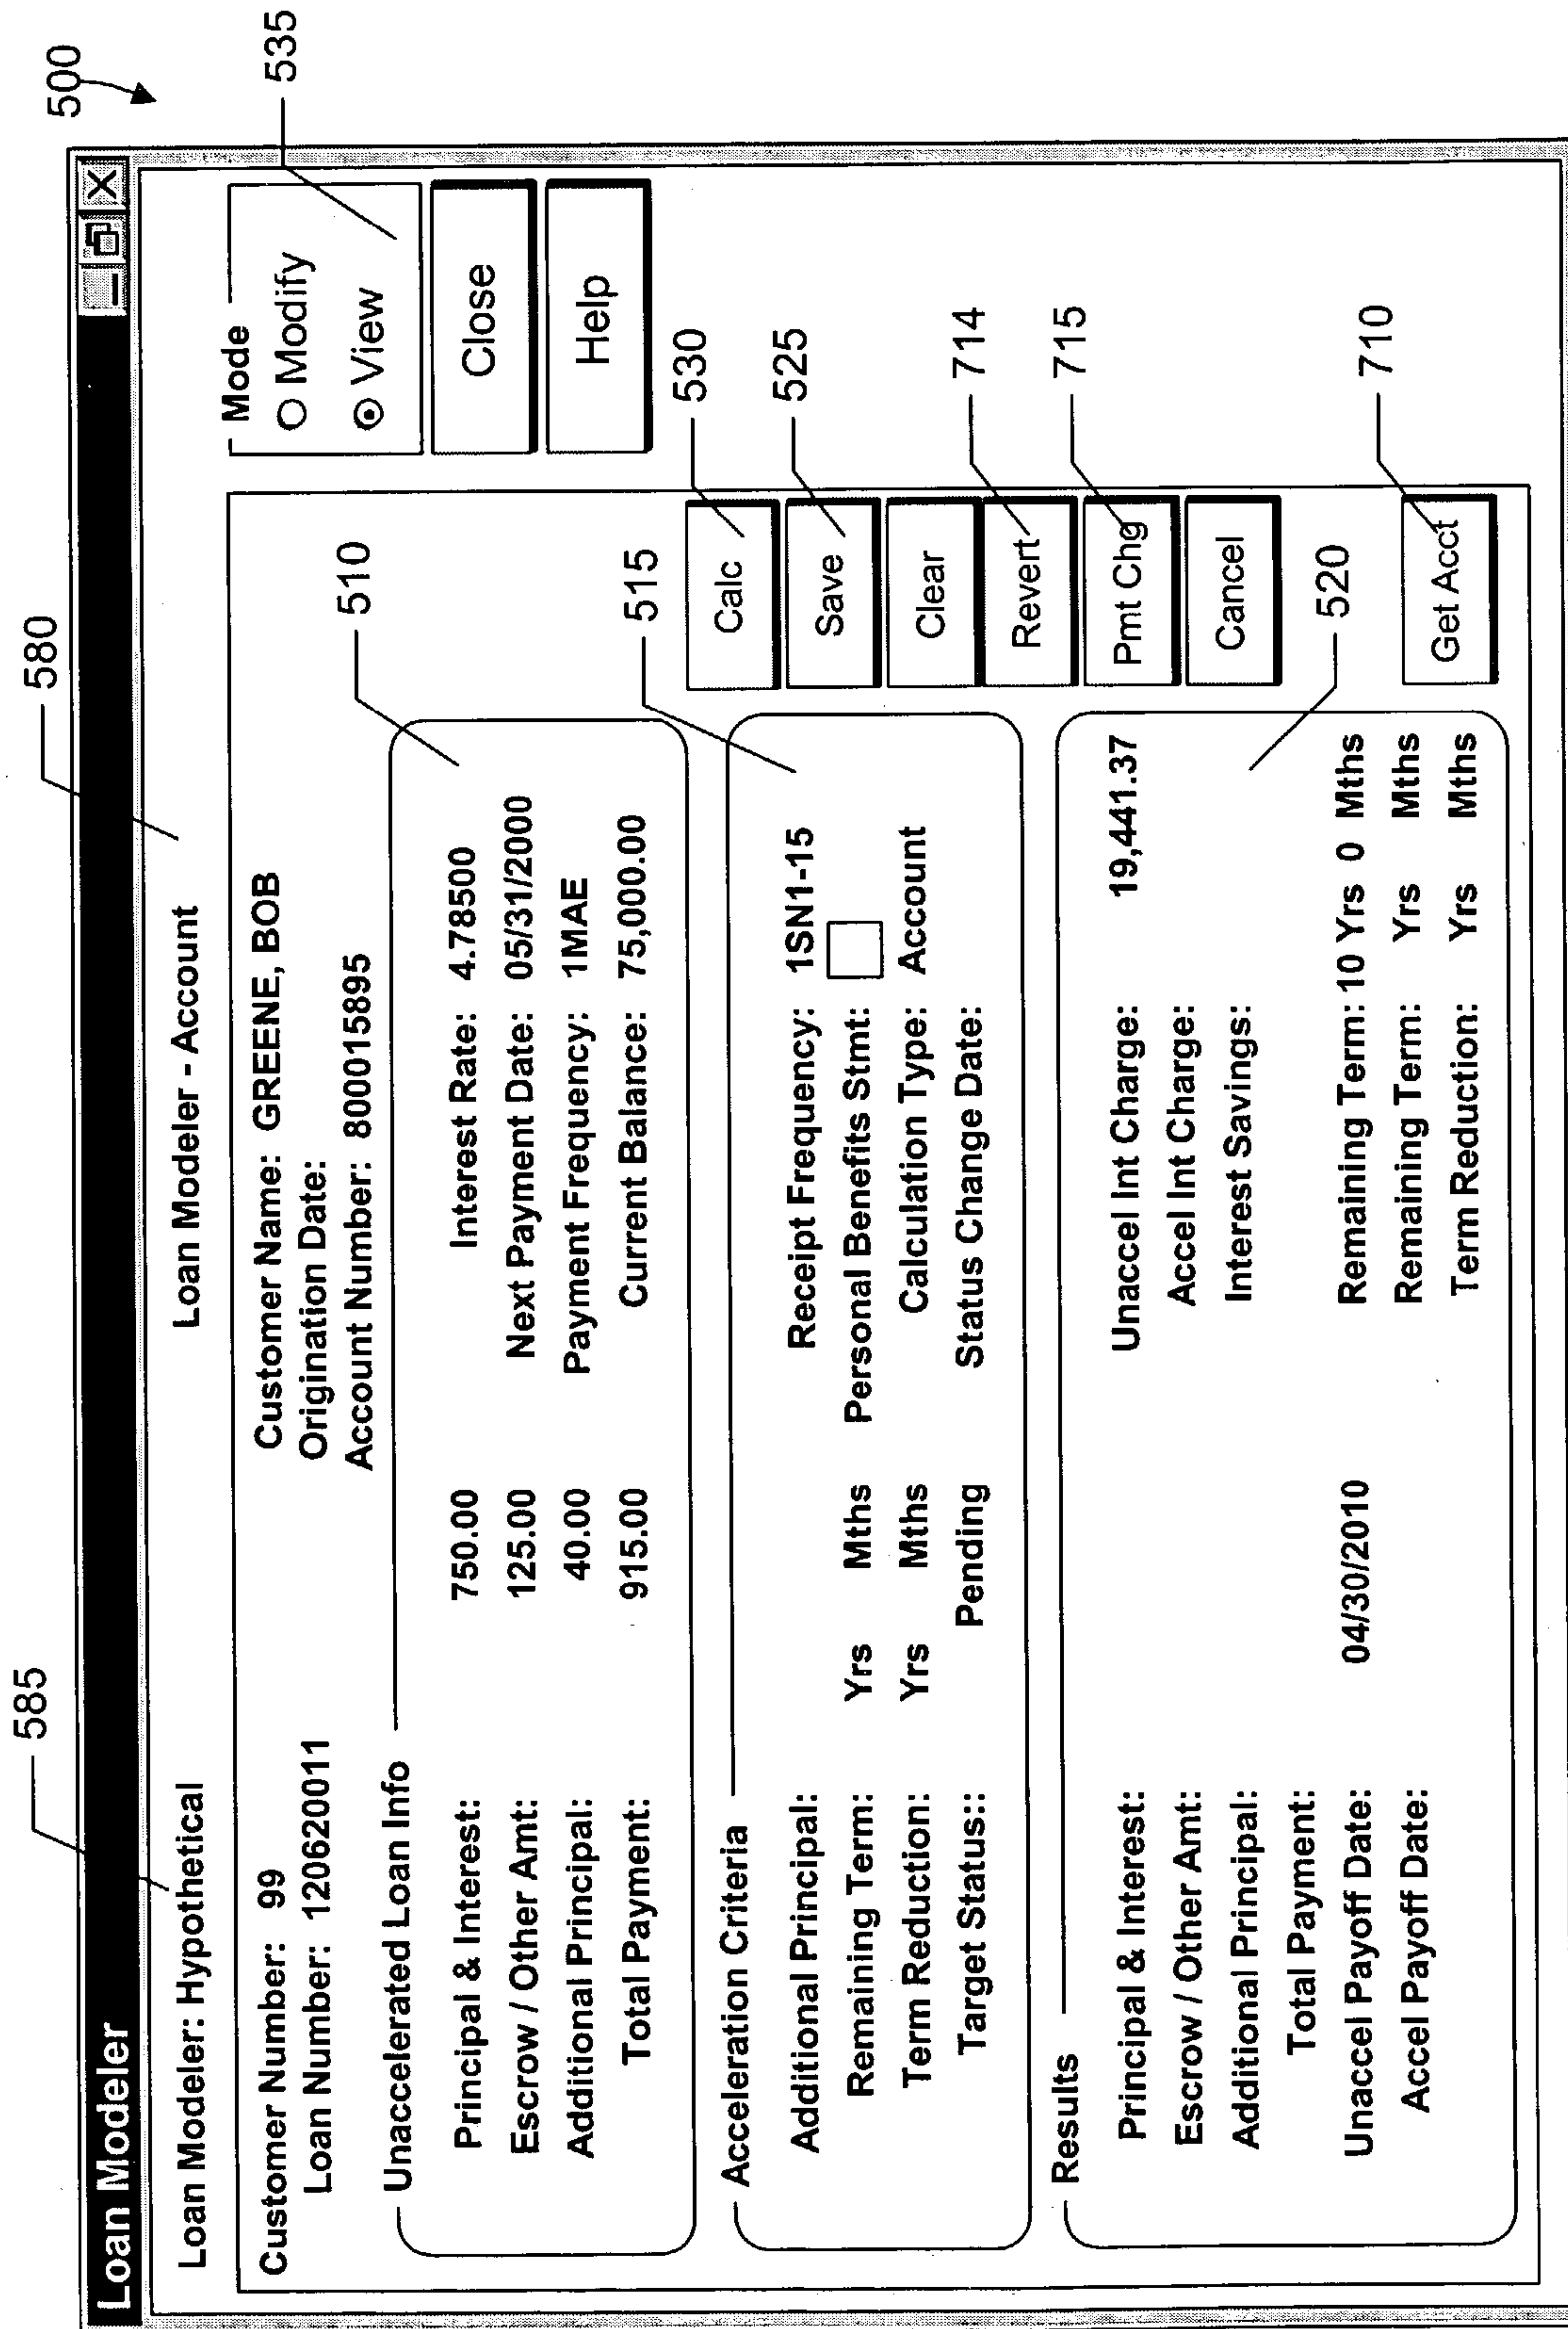 500
580
585
535
Loan Modeler
Loan Modeler: Hypothetical
Loan Modeler - Account
Mode
Modify
View
Close
Help
Customer Number: 99
Customer Name: GREENE, BOB
Origination Date:
Loan Number: 120620011
Account Number: 800015895
510
Unaccelerated Loan Info
Principal & Interest: 750.00 Interest Rate: 4.78500
Escrow / Other Amt: 125.00 Next Payment Date: 05/31/2000
Additional Principal: 40.00 Payment Frequency: 1MAE
Total Payment: 915.00 Current Balance: 75,000.00
515
Acceleration Criteria
Additional Principal: Receipt Frequency: 1SN1-15
Remaining Term: Yrs Mths Personal Benefits Stmt:
Term Reduction: Yrs Mths Calculation Type: Account
Target Status:: Pending Status Change Date:
Calc
530
Save
525
Clear
Revert
714
Pmt Chg
715
Cancel
520
Get Acct
710
Results
Principal & Interest: Unaccel Int Charge: 19,441.37
Escrow / Other Amt: Accel Int Charge:
Additional Principal: Interest Savings:
Total Payment:
Unaccel Payoff Date: 04/30/2010 Remaining Term: 10 Yrs 0 Mths
Accel Payoff Date: Remaining Term: Yrs Mths
Term Reduction: Yrs Mths